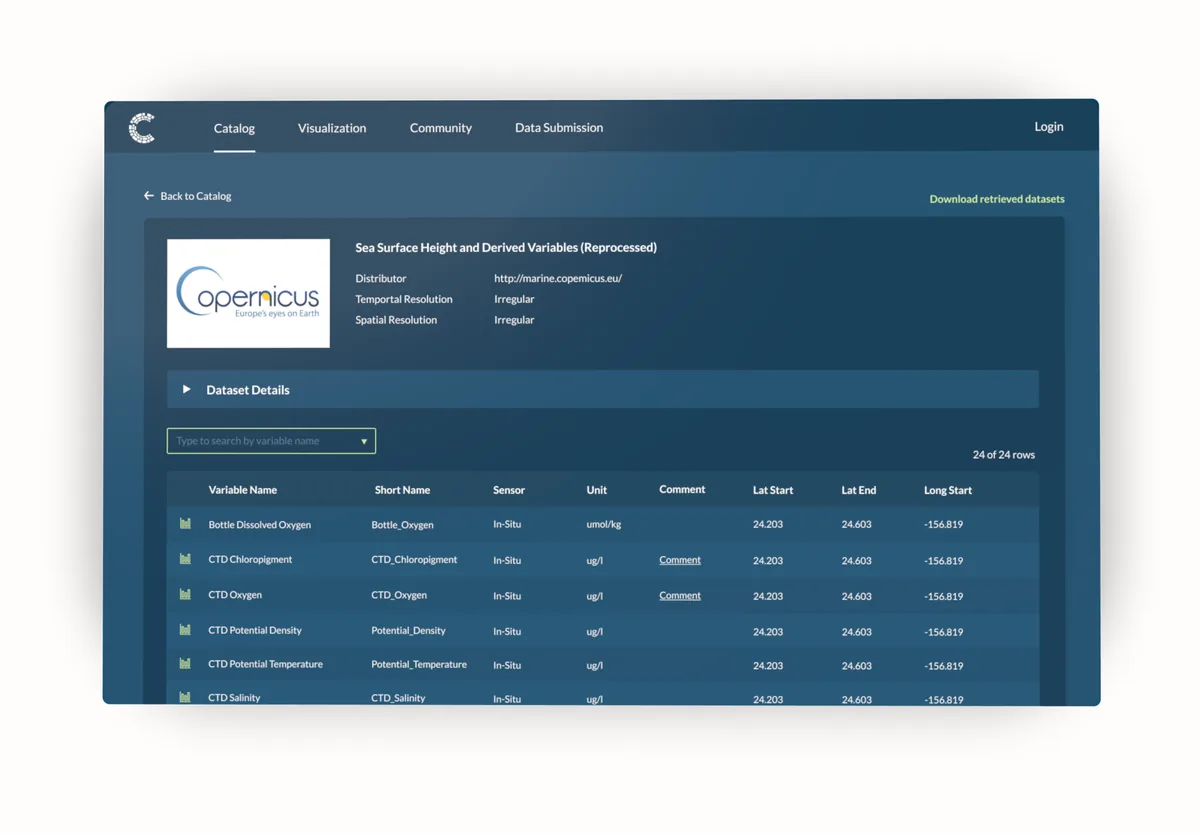 Catalog Visualization Community Data Submission Login
Back to Catalog
Download retrieved datasets
Copernicus
Europe's eyes on Earth
Sea Surface Height and Derived Variables (Reprocessed)
Distributor http://marine.copemicus.eu/
Temportal Resolution Irregular
Spatial Resolution Irregular
Dataset Details
Type to search by variable name
24 of 24 rows
Variable Name Short Name Sensor Unit Comment Lat Start Lat End Long Start
Bottle Dissolved Oxygen Bottle_Oxygen In-Situ umol/kg 24.203 24.603 -156.819
CTD Chloropigment CTD_Chloropigment In-Situ ug/l Comment 24.203 24.603 -156.819
CTD Oxygen CTD_Oxygen In-Situ ug/l Comment 24.203 24.603 -156.819
CTD Potential Density Potential_Density In-Situ ug/l 24.203 24.603 -156.819
CTD Potential Temperature Potential_Temperature In-Situ ug/l 24.203 24.603 -156.819
CTD Salinity CTD_Salinity In-Situ ug/l 24.203 24.603 -156.819